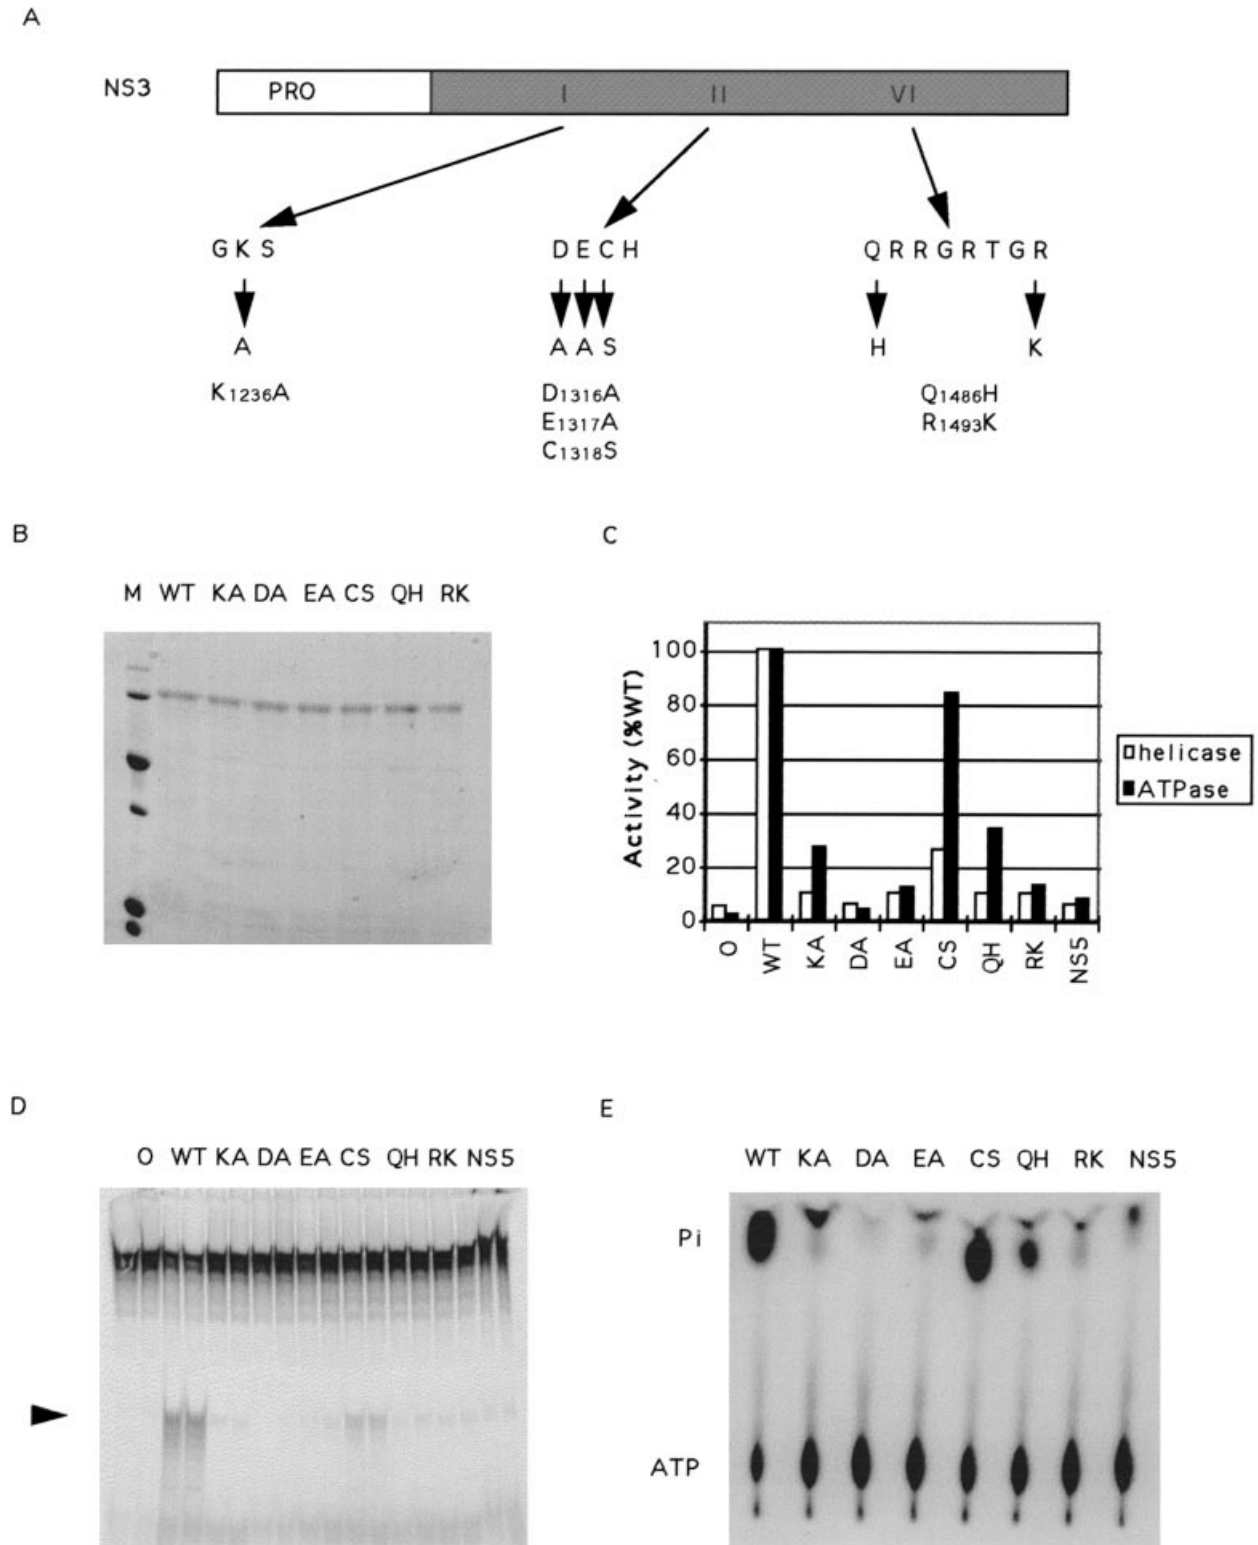 A
NS3 PRO I II VI
G K S D E C H Q R R G R T G R
A A A S H K
K1236A D1316A Q1486H
E1317A R1493K
C1318S
B
M WT KA DA EA CS QH RK
C
Activity (%WT)
100
80
60
40
20
0
O WT KA DA EA CS QH RK NS5
helicase
ATPase
D
O WT KA DA EA CS QH RK NS5
E
WT KA DA EA CS QH RK NS5
Pi
ATP